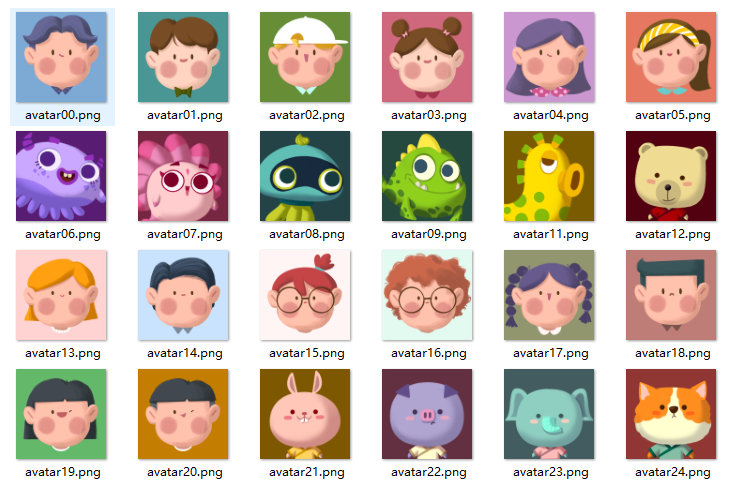 avatar00.png avatar01.png avatar02.png avatar03.png avatar04.png avatar05.png
avatar06.png avatar07.png avatar08.png avatar09.png avatar11.png avatar12.png
avatar13.png avatar14.png avatar15.png avatar16.png avatar17.png avatar18.png
avatar19.png avatar20.png avatar21.png avatar22.png avatar23.png avatar24.png